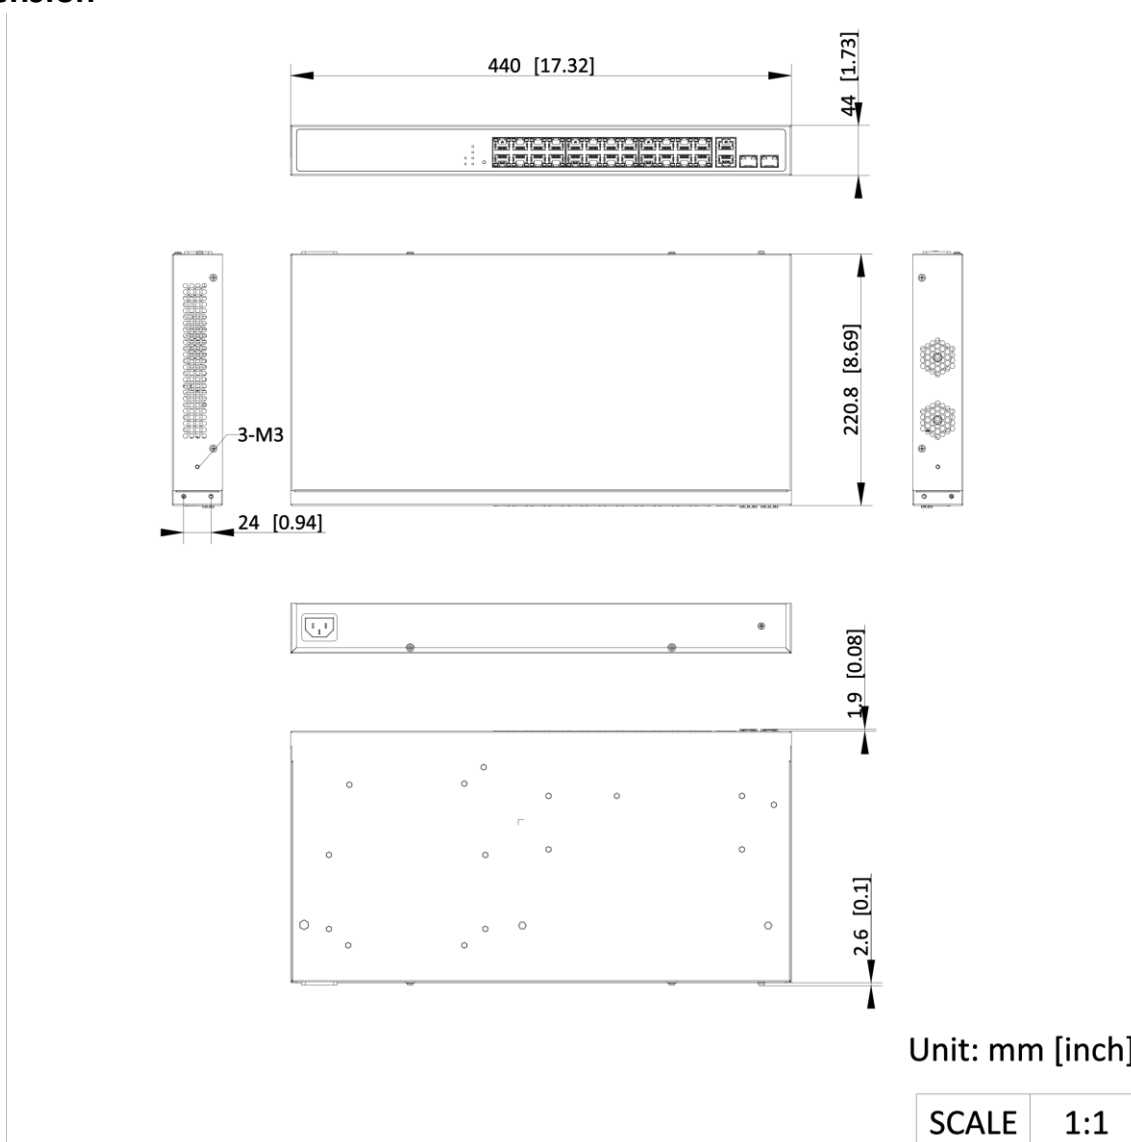 440 [17.32]
44 [1.73]
220.8 [8.69]
3-M3
24 [0.94]
1.9 [0.08]
2.6 [0.1]
Unit: mm [inch]
SCALE 1:1